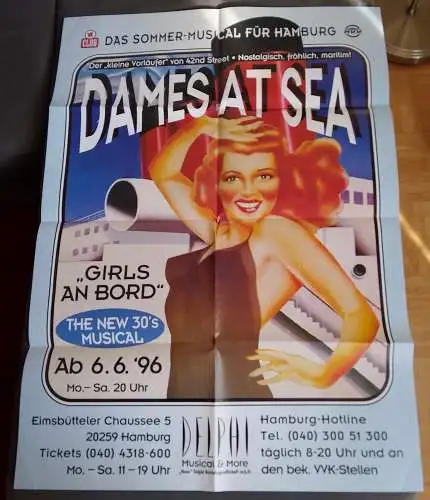 CLUB
DAS SOMMER-MUSICAL FÜR HAMBURG
Der „kleine Vorläufer" von 42nd Street • Nostalgisch, fröhlich, maritim!
DAMES AT SEA
„GIRLS
AN BORD"
THE NEW 30's
MUSICAL
Ab 6.6.'96
Mo.– Sa. 20 Uhr
Eimsbütteler Chaussee 5
20259 Hamburg
Tickets (040) 4318-600
Mo. – Sa. 11 – 19 Uhr
DELPHI
Musical & More
Hamburg-Hotline
Tel. (040) 300 51 300
täglich 8-20 Uhr und an
den bek. VVK-Stellen